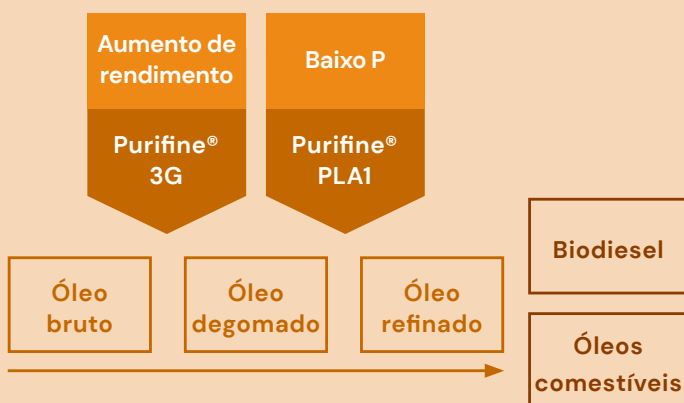 Aumento de
rendimento
Purifine®
3G
Baixo P
Purifine®
PLA1
Óleo
bruto
Óleo
degomado
Óleo
refinado
Biodiesel
Óleos
comestíveis